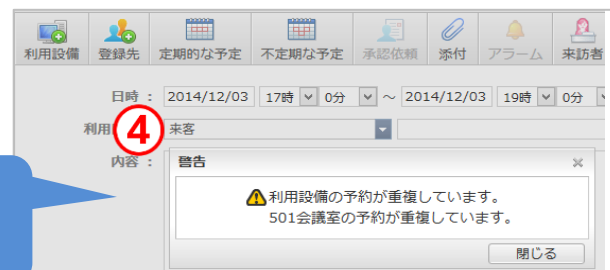 利用設備 登録先 定期的な予定 不定期な予定 承認依頼 添付 アラーム 来訪者
日時 : 2014/12/03 17時 0分 ~ 2014/12/03 19時 0分
利用 ④ 来客
内容 : 警告
利用設備の予約が重複しています。
501会議室の予約が重複しています。
閉じる